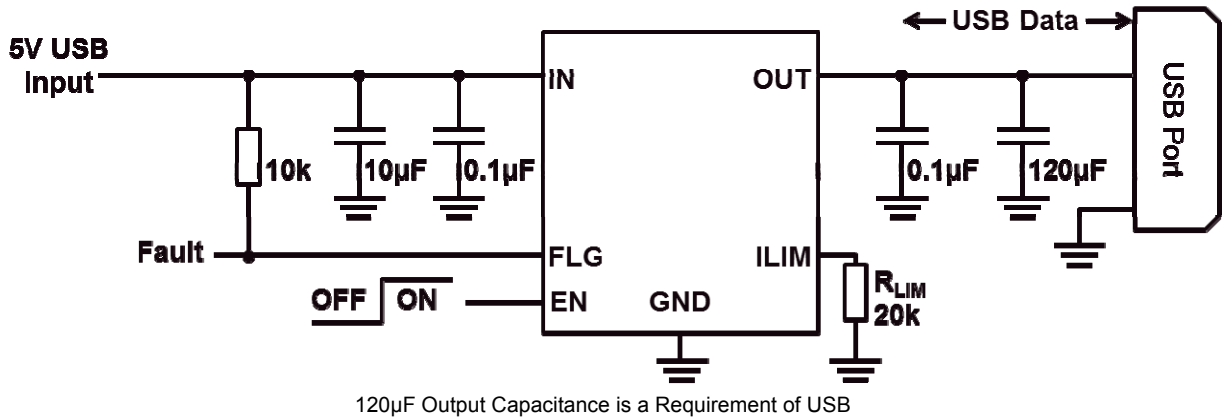 USB Data
5V USB
Input
IN
OUT
USB Port
10k
10µF
0.1µF
0.1µF
120µF
Fault
FLG
ILIM
OFF
ON
EN
GND
RLIM
20k
120µF Output Capacitance is a Requirement of USB